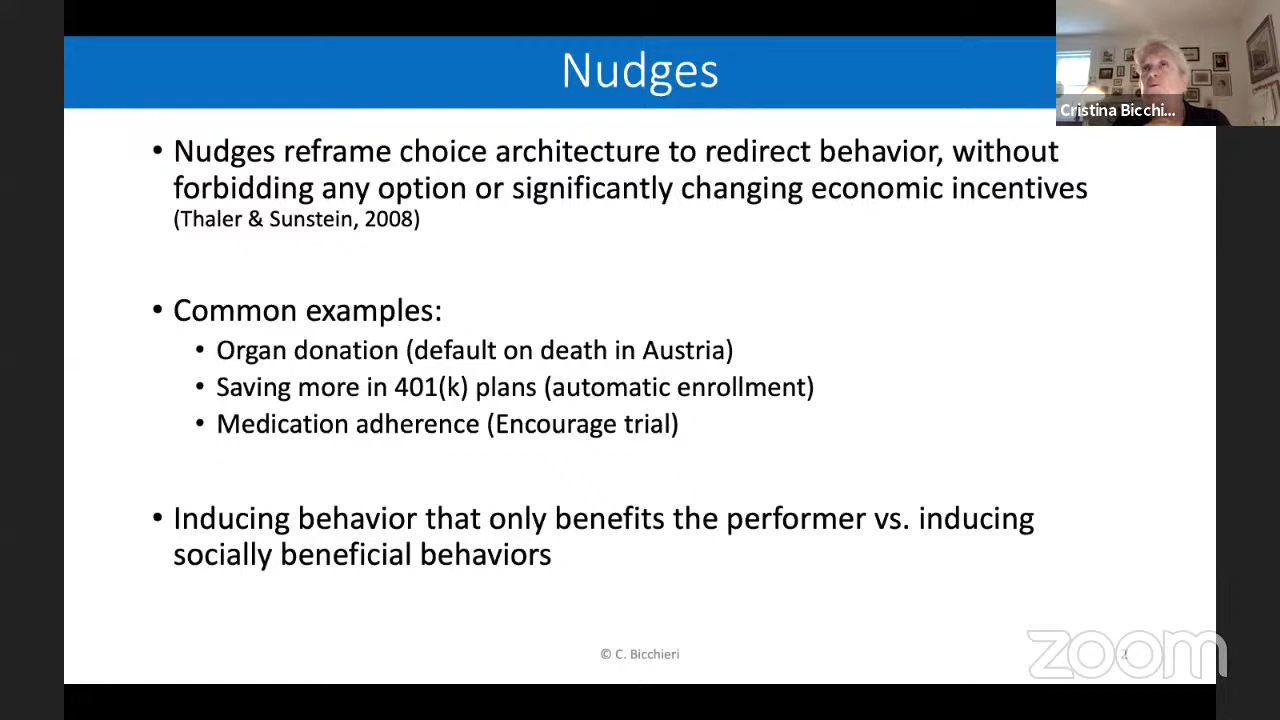 Nudges
Cristina Bicchi...
• Nudges reframe choice architecture to redirect behavior, without
forbidding any option or significantly changing economic incentives
(Thaler & Sunstein, 2008)
• Common examples:
• Organ donation (default on death in Austria)
• Saving more in 401(k) plans (automatic enrollment)
• Medication adherence (Encourage trial)
• Inducing behavior that only benefits the performer vs. inducing
socially beneficial behaviors
© C. Bicchieri
2
zoom